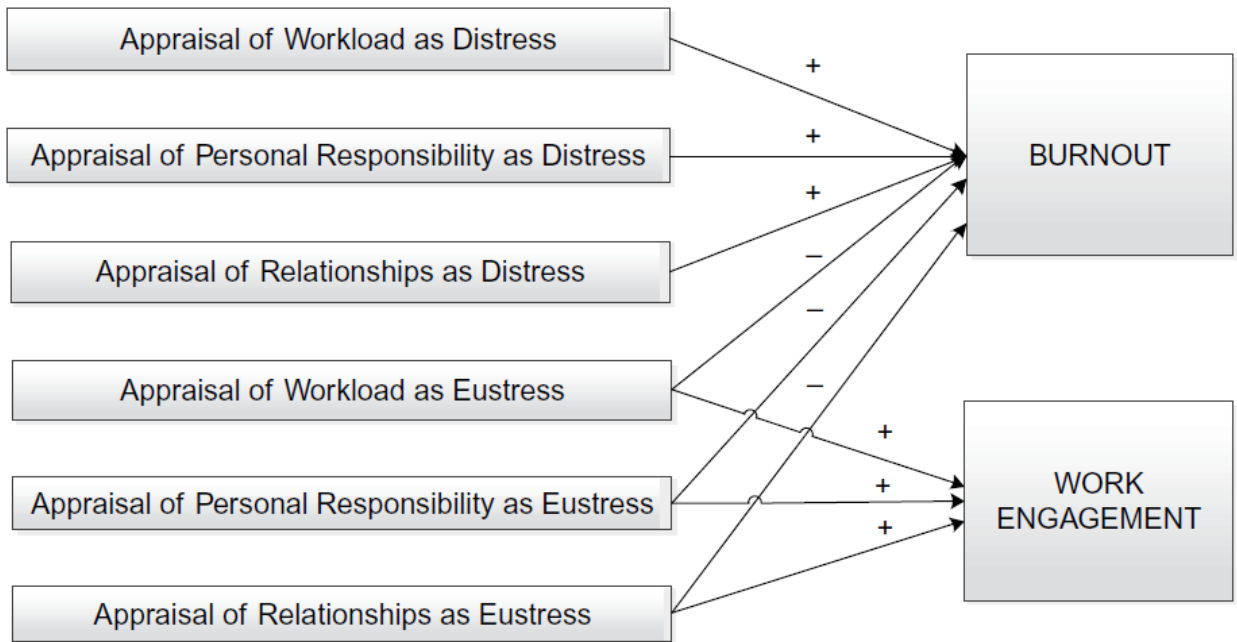 Appraisal of Workload as Distress
+
Appraisal of Personal Responsibility as Distress
+
BURNOUT
+
Appraisal of Relationships as Distress
–
–
Appraisal of Workload as Eustress
–
+
Appraisal of Personal Responsibility as Eustress
+
WORK
ENGAGEMENT
+
Appraisal of Relationships as Eustress